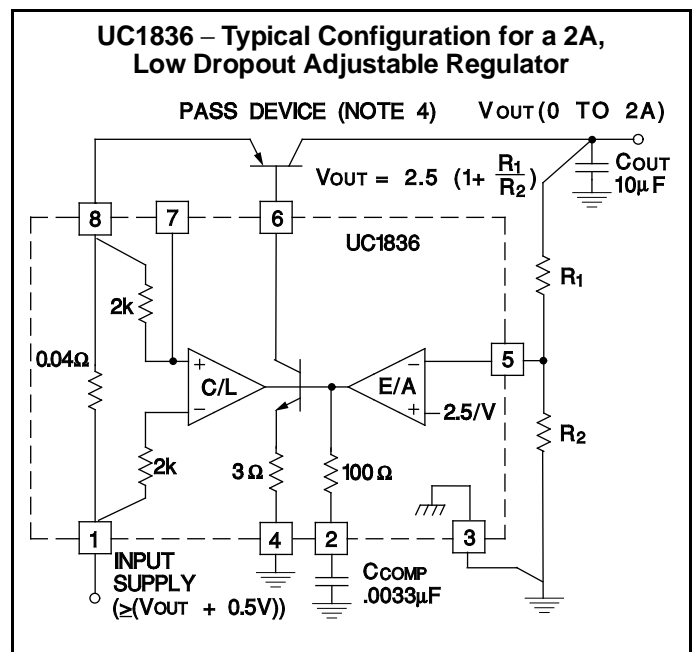 UC1836 – Typical Configuration for a 2A,
Low Dropout Adjustable Regulator
PASS DEVICE (NOTE 4)
VOUT (0 TO 2A)
VOUT = 2.5 (1+ R1/R2)
COUT
10µF
8
7
6
UC1836
R1
2k
0.04Ω
+
C/L
–
–
E/A
+
5
2.5/V
R2
2k
3Ω
100Ω
1
4
2
3
INPUT
SUPPLY
(≥(VOUT + 0.5V))
CCOMP
.0033µF